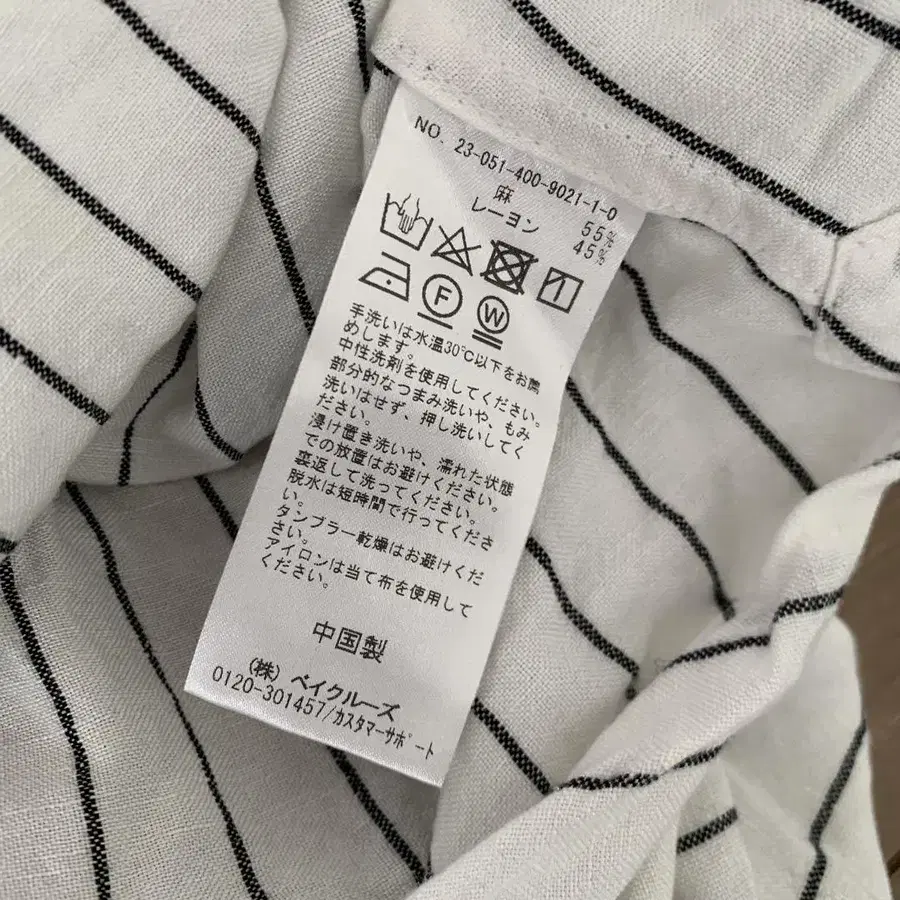 NO. 23-051-400-9021-1-0
麻 55%
レーヨン 45%
F W
手洗いは水温30℃以下をお薦
めします。
中性洗剤を使用してください。
部分的なつまみ洗いや、もみ
洗いはせず、押し洗いしてく
ださい。
浸け置き洗いや、濡れた状態
での放置はお避けください。
裏返して洗ってください。
脱水は短時間で行ってくださ
い。
タンブラー乾燥はお避けくだ
さい。
アイロンは当て布を使用して
ください。
中国製
(株) ベイクルーズ
0120-301457/カスタマーサポート